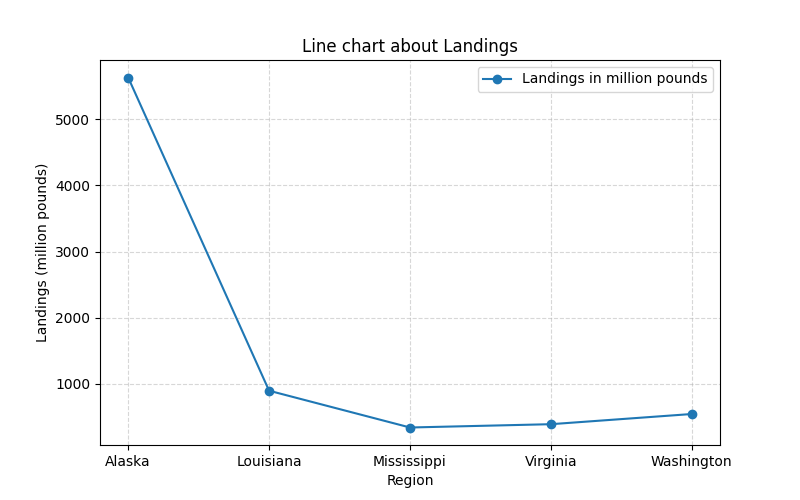 Line chart about Landings
Landings in million pounds
Landings (million pounds)
5000
4000
3000
2000
1000
Alaska Louisiana Mississippi Virginia Washington
Region